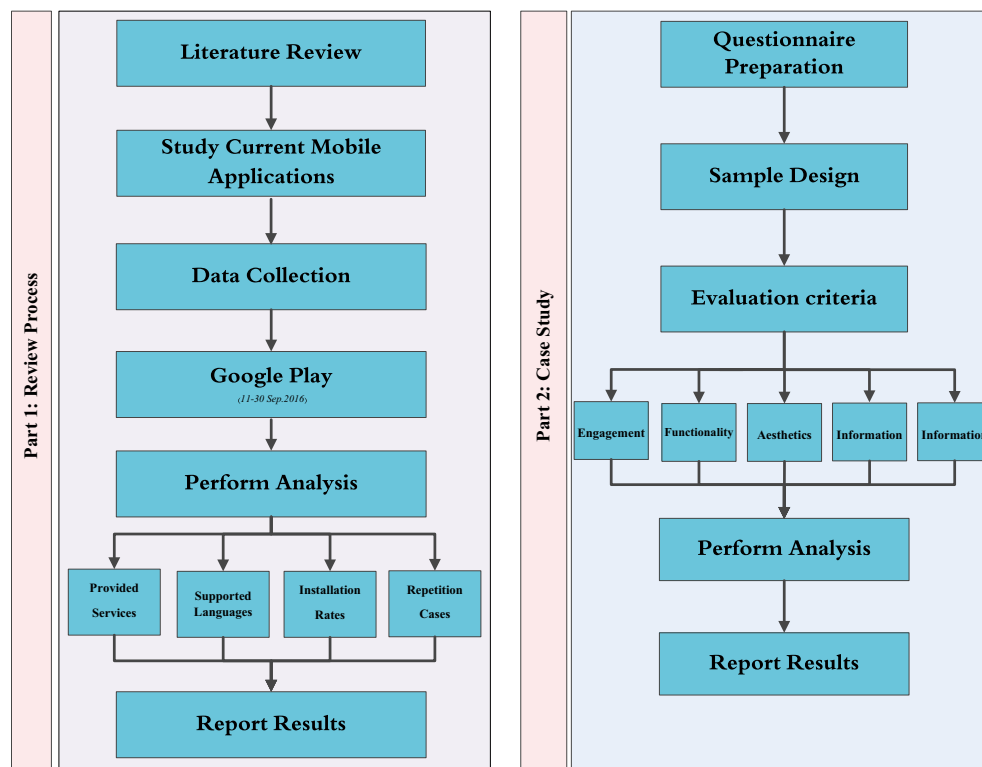 Part 1: Review Process
Literature Review
Study Current Mobile
Applications
Data Collection
Google Play
(11-30 Sep.2016)
Perform Analysis
Provided
Services
Supported
Languages
Installation
Rates
Repetition
Cases
Report Results
Part 2: Case Study
Questionnaire
Preparation
Sample Design
Evaluation criteria
Engagement
Functionality
Aesthetics
Information
Information
Perform Analysis
Report Results